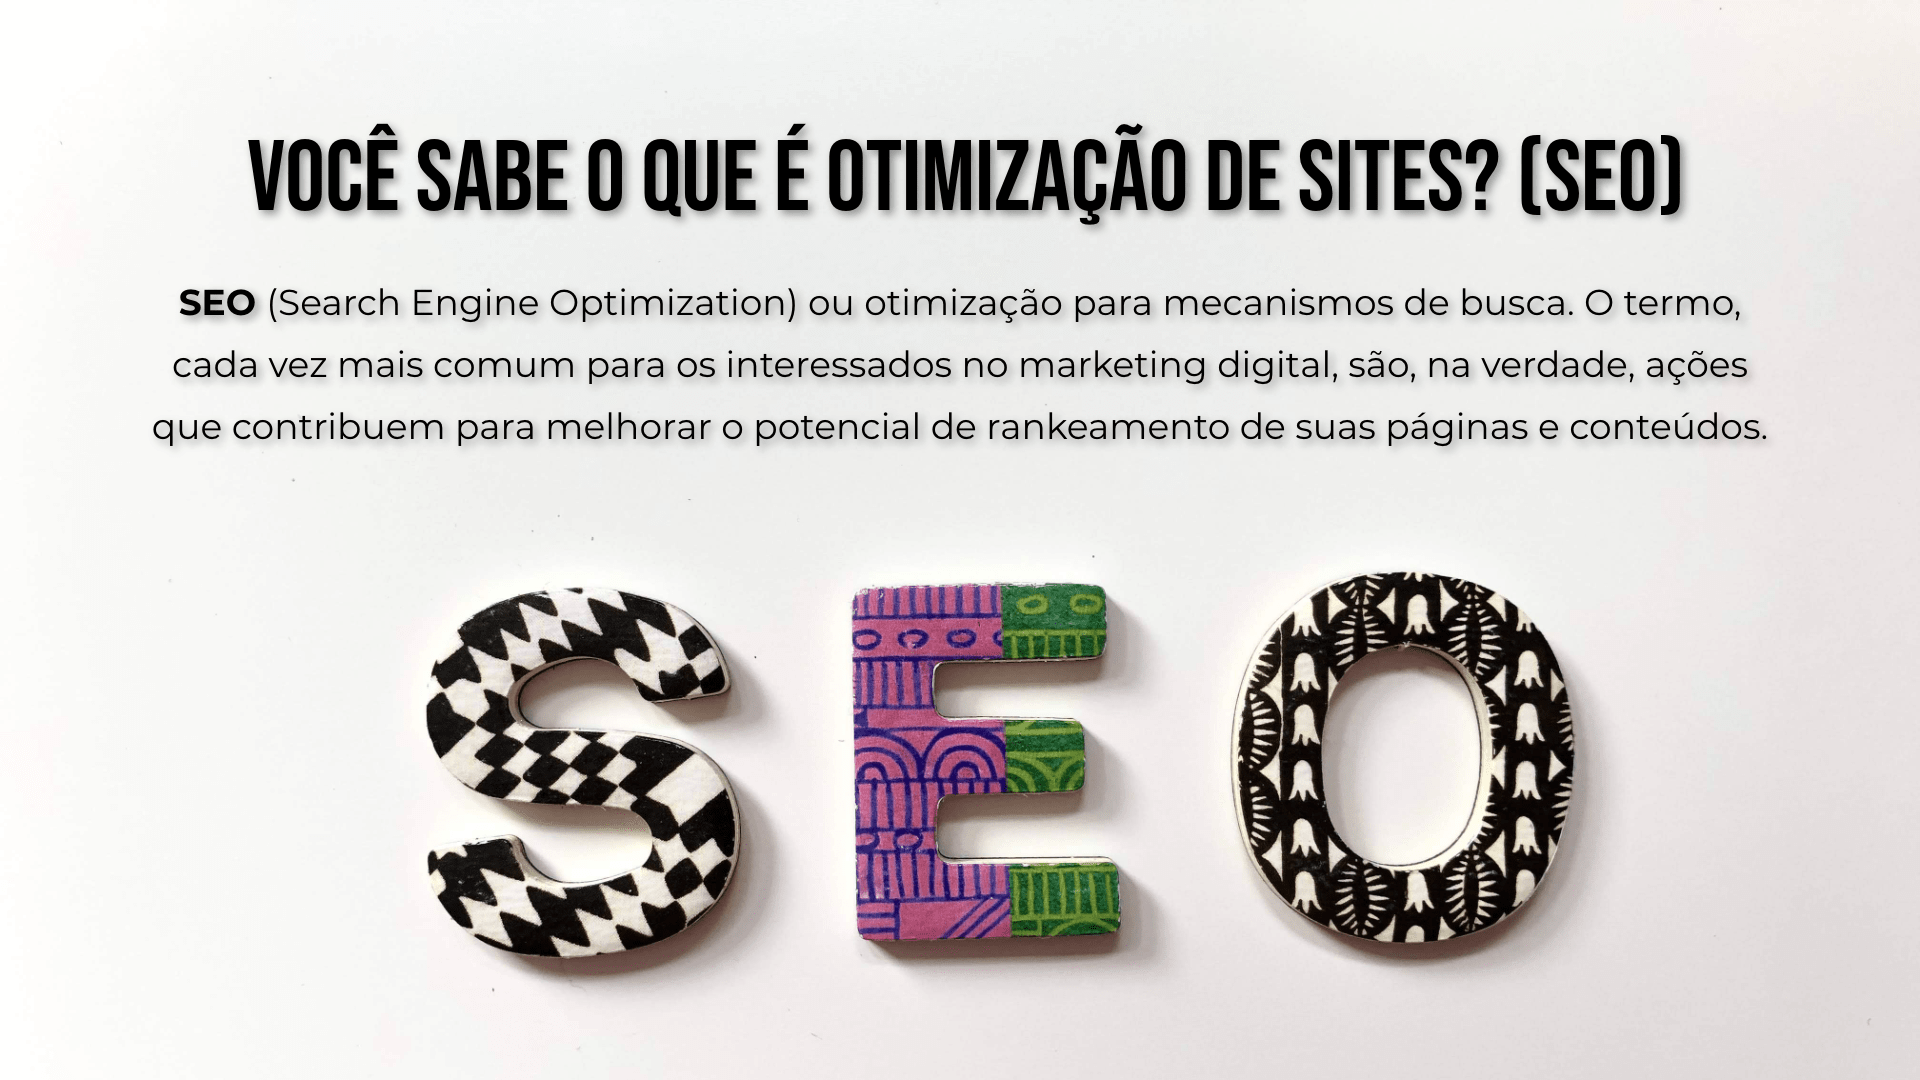 VOCÊ SABE O QUE É OTIMIZAÇÃO DE SITES? (SEO)
SEO (Search Engine Optimization) ou otimização para mecanismos de busca. O termo,
cada vez mais comum para os interessados no marketing digital, são, na verdade, ações
que contribuem para melhorar o potencial de rankeamento de suas páginas e conteúdos.
SEO